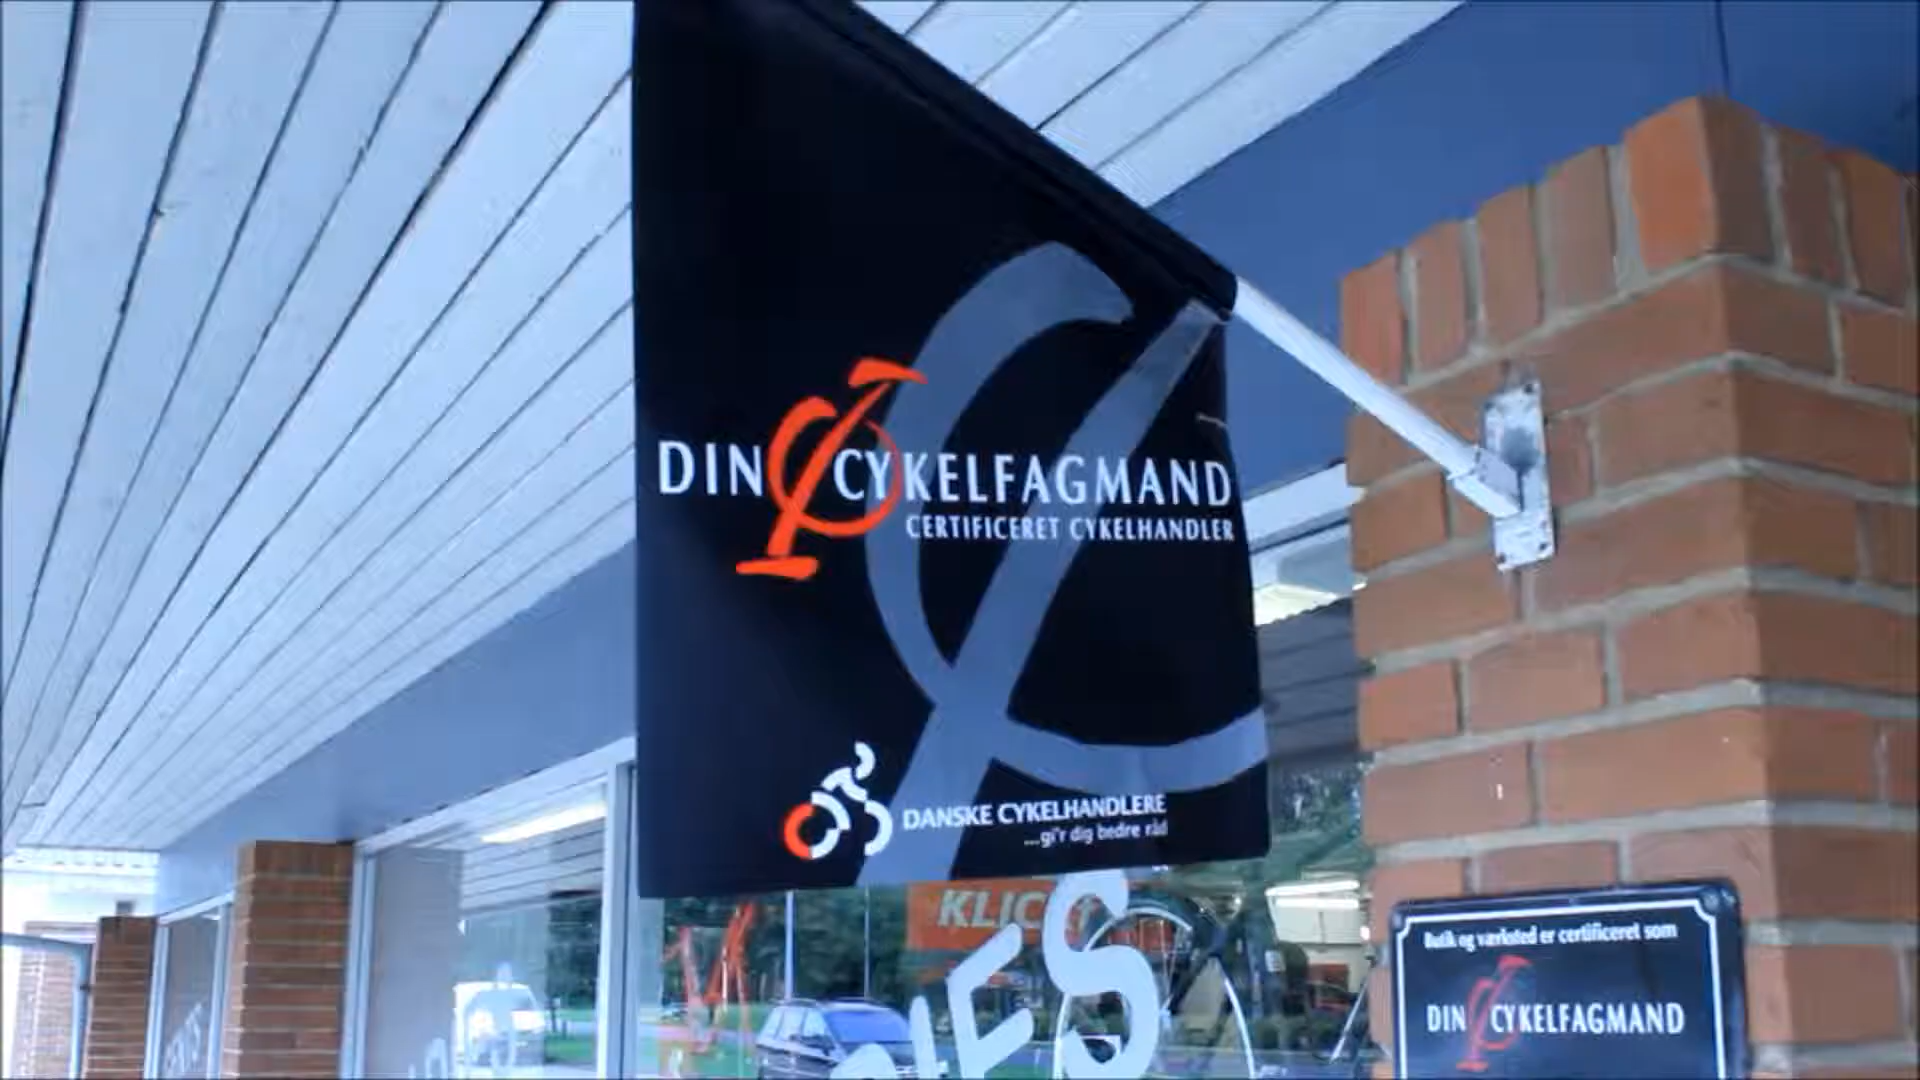 DIN CYKELFAGMAND
CERTIFICERET CYKELHANDLER
DANSKE CYKELHANDLERE
...gi'r dig bedre råd
Butik og værksted er certificeret som
DIN CYKELFAGMAND